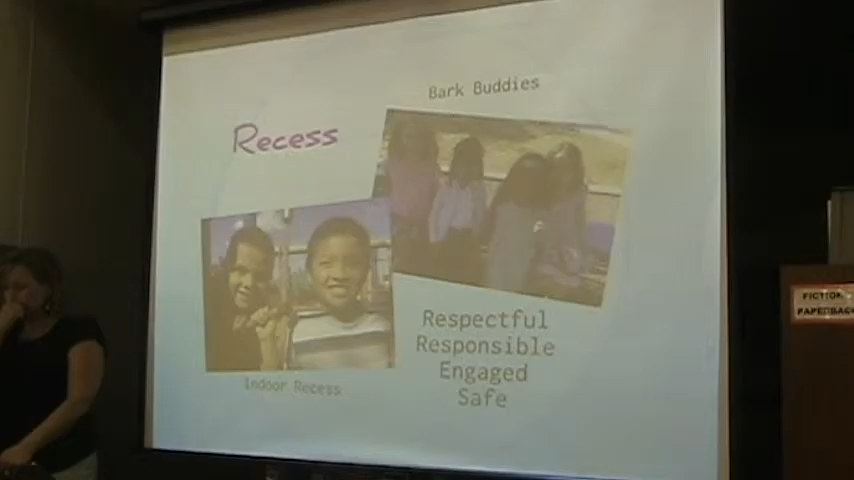 Bark Buddies
Recess
Respectful
Responsible
Engaged
Safe
Indoor Recess
FICTION
PAPERBACK